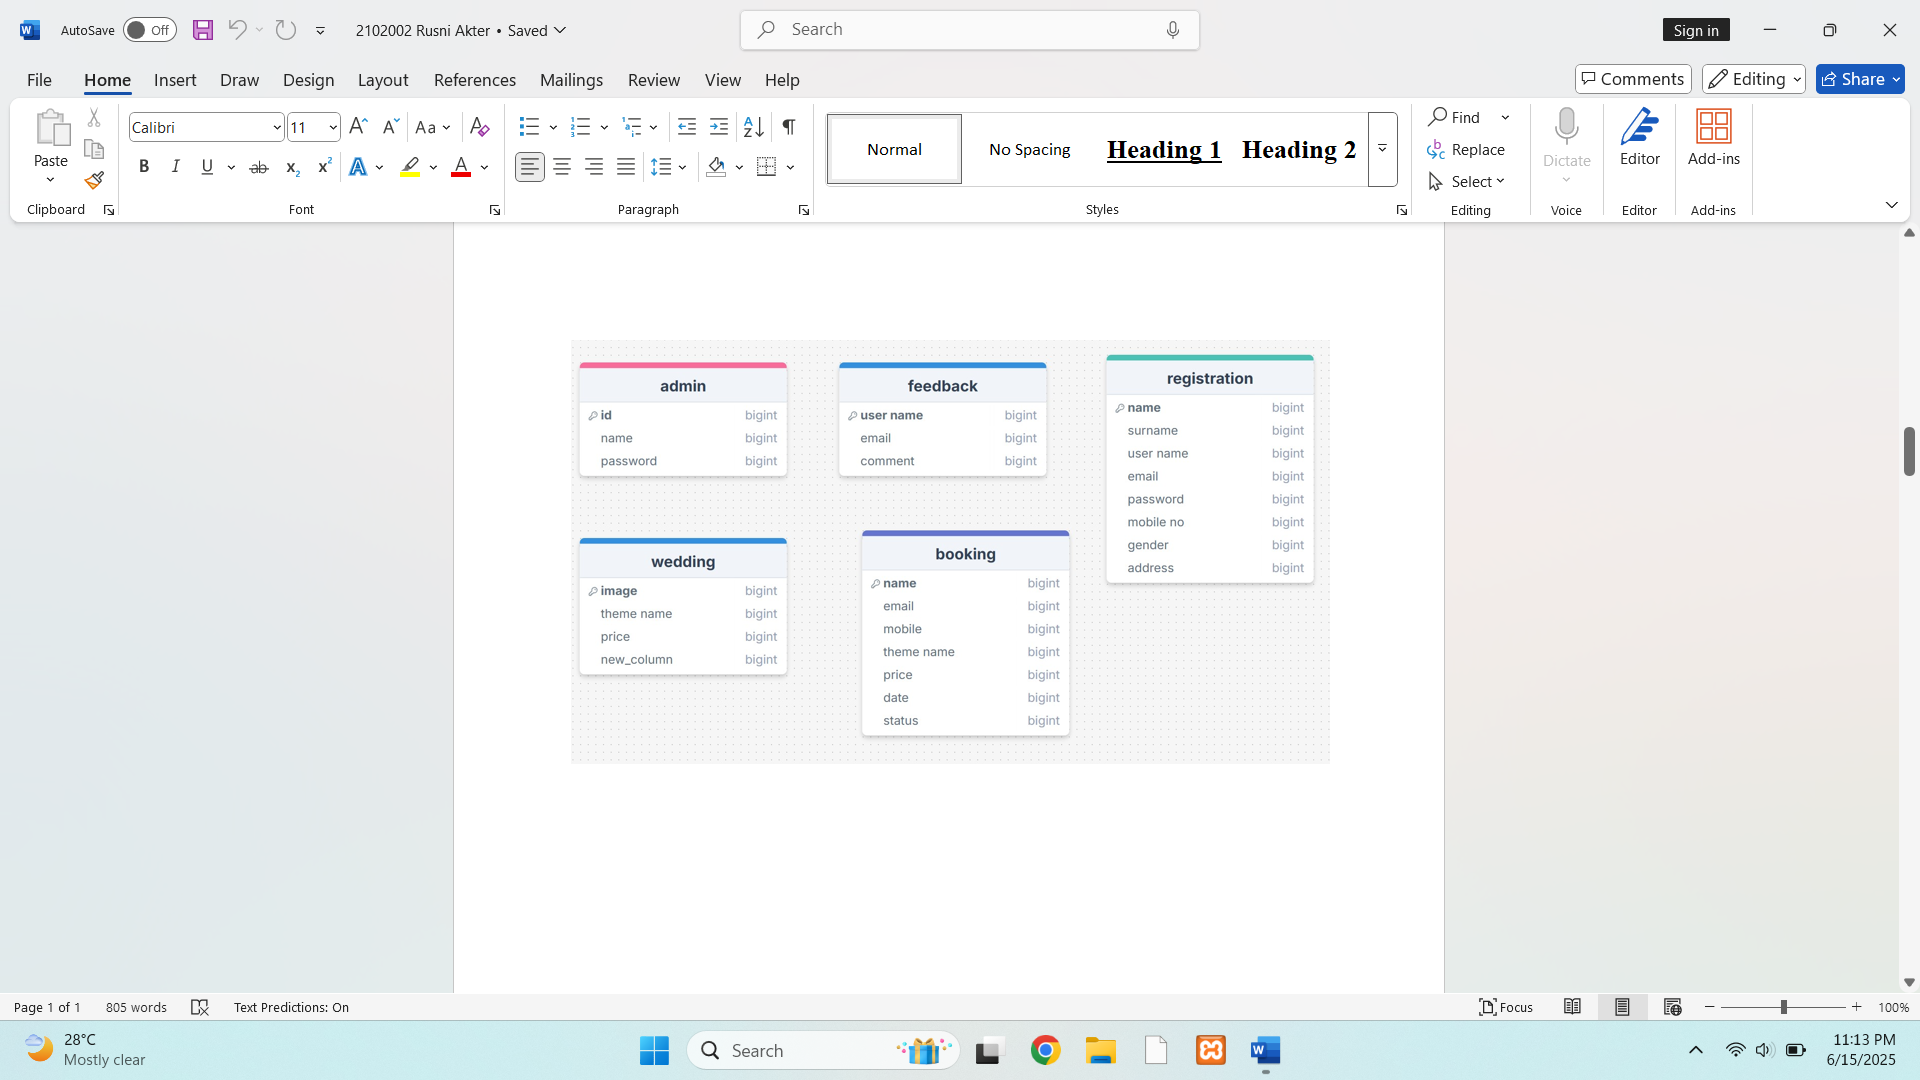 AutoSave Off 2102002 Rusni Akter • Saved Search Sign in
File Home Insert Draw Design Layout References Mailings Review View Help Comments Editing Share
Paste
Clipboard
Calibri 11
Font
Paragraph
Normal No Spacing Heading 1 Heading 2
Styles
Find
Replace
Select
Editing
Dictate
Voice
Editor
Editor
Add-ins
Add-ins
admin
id bigint
name bigint
password bigint
feedback
user name bigint
email bigint
comment bigint
registration
name bigint
surname bigint
user name bigint
email bigint
password bigint
mobile no bigint
gender bigint
address bigint
wedding
image bigint
theme name bigint
price bigint
new_column bigint
booking
name bigint
email bigint
mobile bigint
theme name bigint
price bigint
date bigint
status bigint
Page 1 of 1 805 words Text Predictions: On Focus 100%
28°C
Mostly clear
Search
11:13 PM
6/15/2025